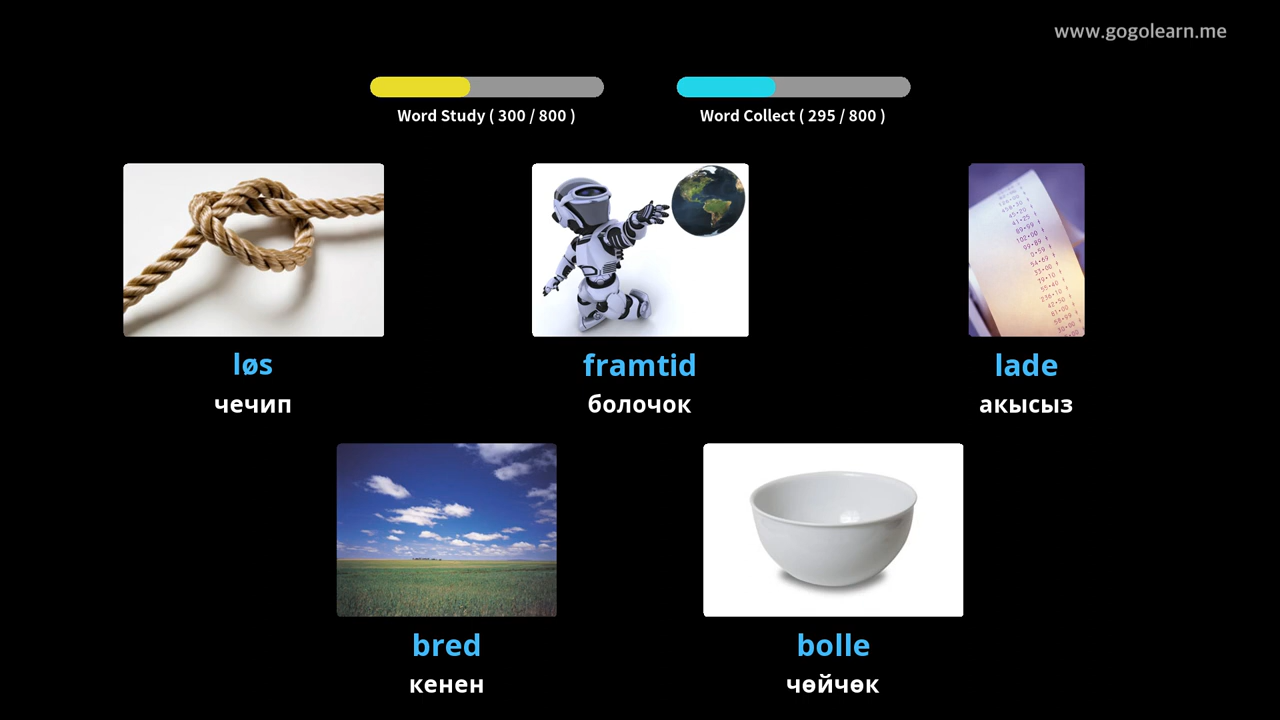 www.gogolearn.me
Word Study ( 300 / 800 )
Word Collect ( 295 / 800 )
løs
чечип
framtid
болочок
lade
акысыз
bred
кенен
bolle
чөйчөк